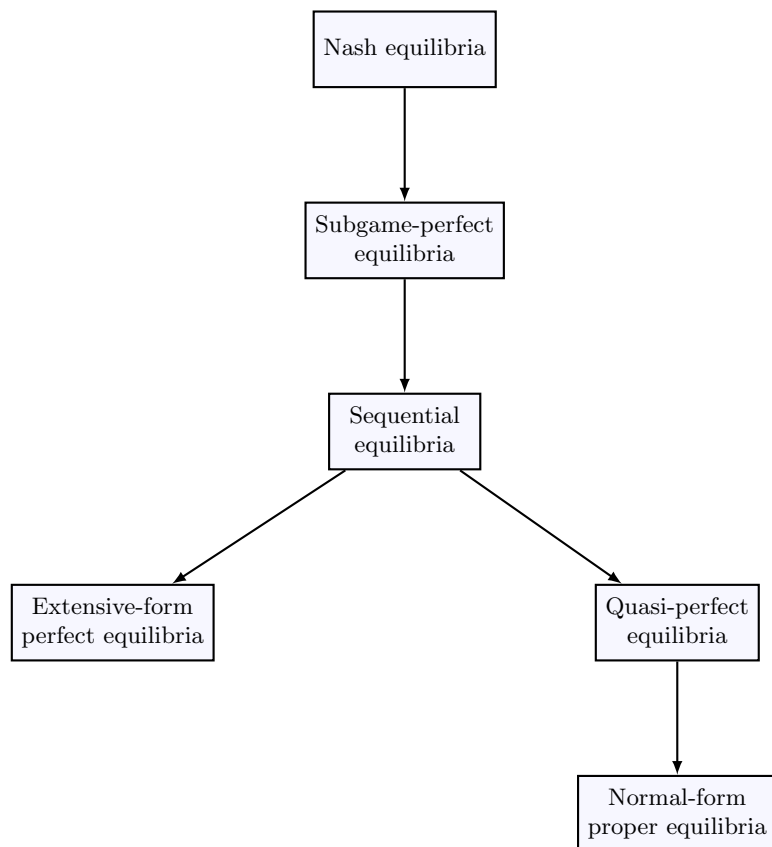 Nash equilibria
Subgame-perfect
equilibria
Sequential
equilibria
Extensive-form
perfect equilibria
Quasi-perfect
equilibria
Normal-form
proper equilibria